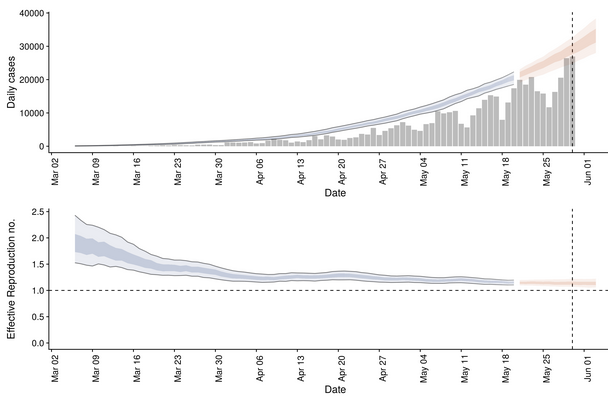 40000
30000
20000
10000
0
Daily cases
Mar 02 Mar 09 Mar 16 Mar 23 Mar 30 Apr 06 Apr 13 Apr 20 Apr 27 May 04 May 11 May 18 May 25 Jun 01
Date
2.5
2.0
1.5
1.0
0.5
0.0
Effective Reproduction no.
Mar 02 Mar 09 Mar 16 Mar 23 Mar 30 Apr 06 Apr 13 Apr 20 Apr 27 May 04 May 11 May 18 May 25 Jun 01
Date